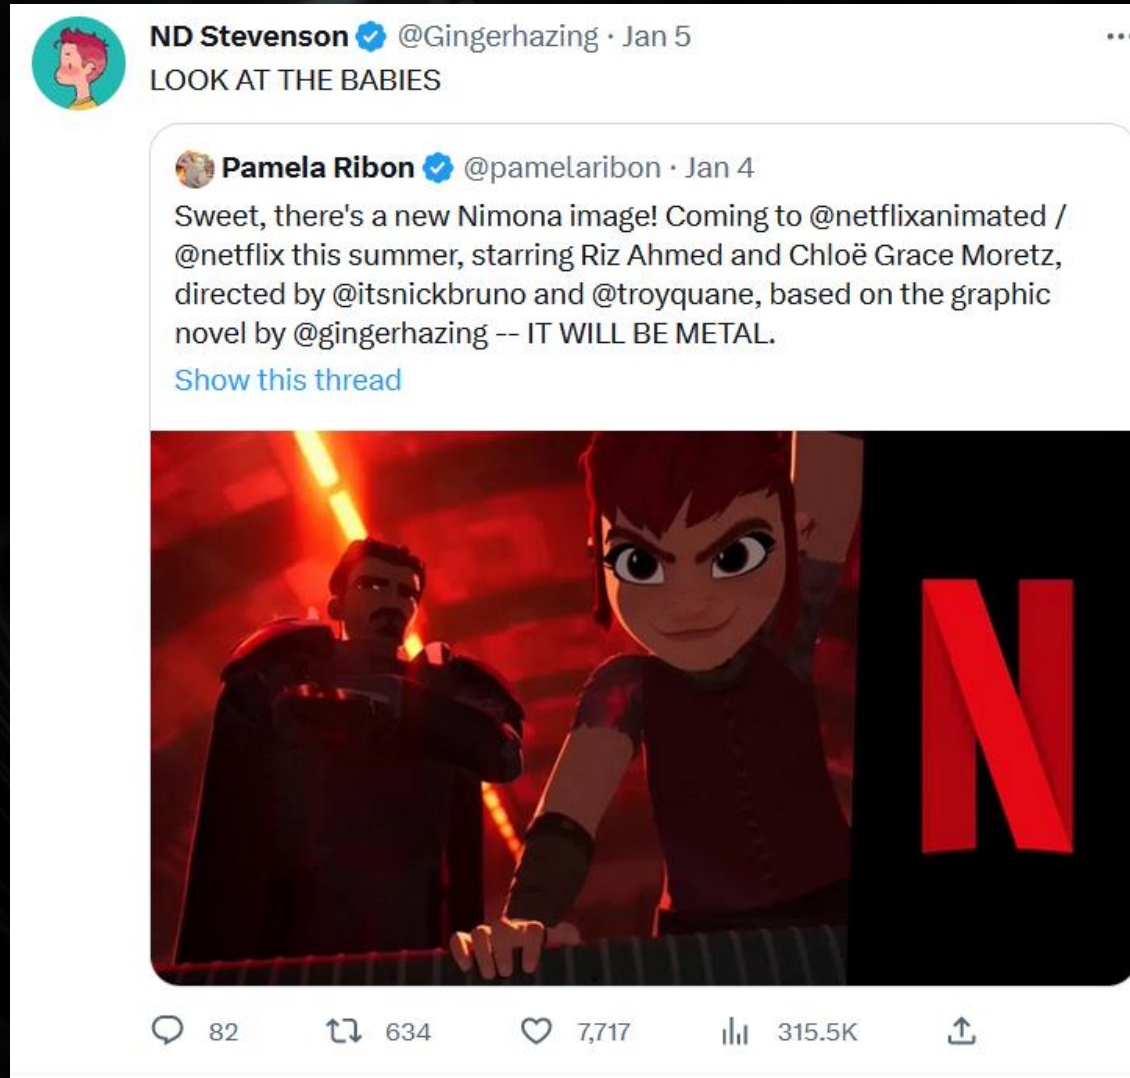 ND Stevenson @Gingerhazing · Jan 5
LOOK AT THE BABIES
Pamela Ribon @pamelaribon · Jan 4
Sweet, there's a new Nimona image! Coming to @netflixanimated /
@netflix this summer, starring Riz Ahmed and Chloë Grace Moretz,
directed by @itsnickbruno and @troyquane, based on the graphic
novel by @gingerhazing -- IT WILL BE METAL.
Show this thread
N
82 634 7,717 315.5K